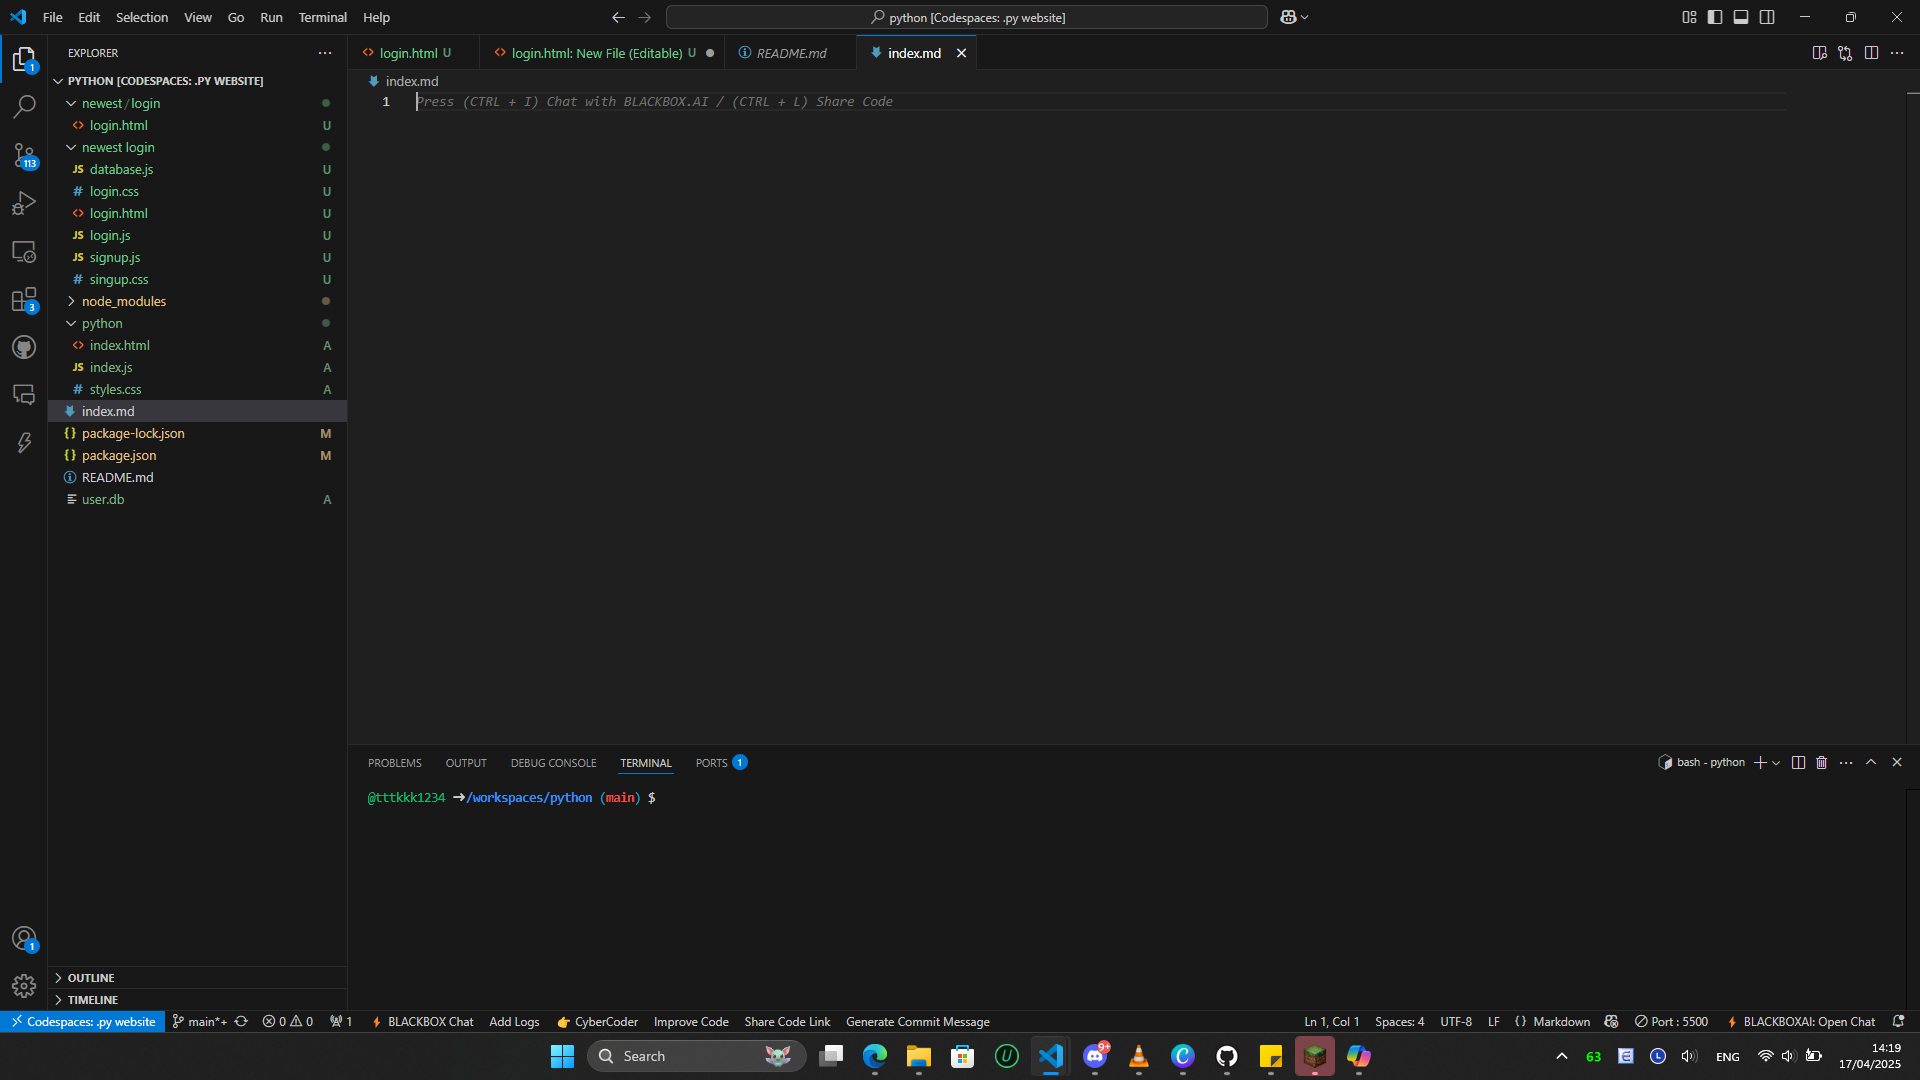 File Edit Selection View Go Run Terminal Help
python [Codespaces: .py website]
EXPLORER
login.html U
login.html: New File (Editable) U
README.md
index.md
1
PYTHON [CODESPACES: .PY WEBSITE]
index.md
newest / login
1 Press (CTRL + I) Chat with BLACKBOX.AI / (CTRL + L) Share Code
login.html U
newest login
database.js U
113
login.css U
login.html U
login.js U
signup.js U
singup.css U
node_modules
3
python
index.html A
JS index.js A
styles.css A
index.md
package-lock.json M
package.json M
README.md
user.db A
PROBLEMS OUTPUT DEBUG CONSOLE TERMINAL PORTS 1
bash - python
@tttkkk1234 ➜/workspaces/python (main) $
1
OUTLINE
TIMELINE
Codespaces: .py website main*+ 0 0 1 BLACKBOX Chat Add Logs CyberCoder Improve Code Share Code Link Generate Commit Message
Ln 1, Col 1 Spaces: 4 UTF-8 LF {} Markdown Port : 5500 BLACKBOXAI: Open Chat
Search
9+
63
ENG
14:19
17/04/2025